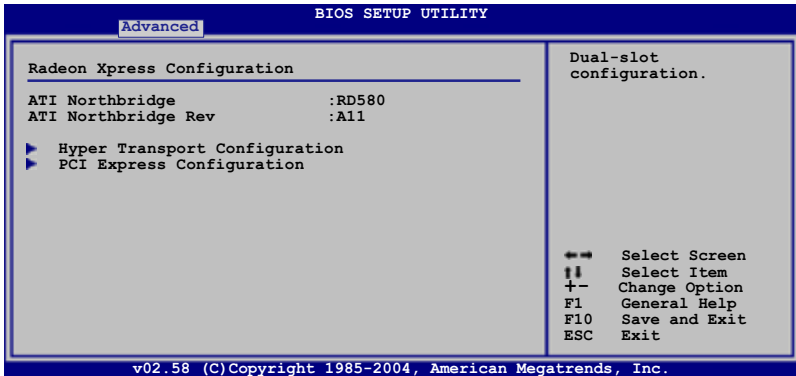 BIOS SETUP UTILITY
Advanced
Radeon Xpress Configuration
ATI Northbridge :RD580
ATI Northbridge Rev :A11
Hyper Transport Configuration
PCI Express Configuration
Dual-slot
configuration.
Select Screen
Select Item
+- Change Option
F1 General Help
F10 Save and Exit
ESC Exit
v02.58 (C)Copyright 1985-2004, American Megatrends, Inc.